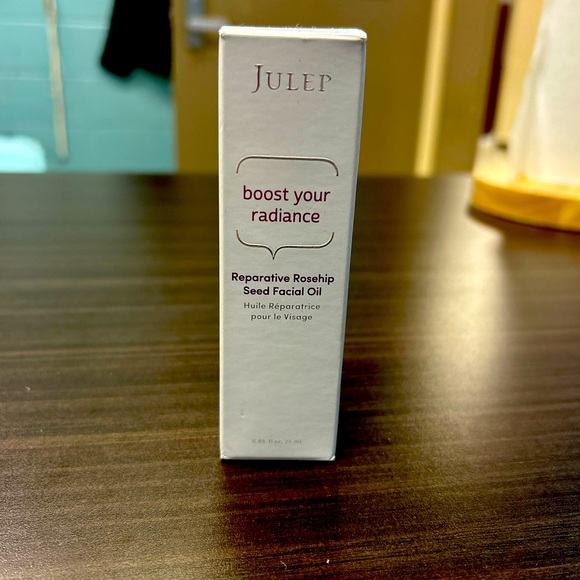 JULEP
boost your
radiance
Reparative Rosehip
Seed Facial Oil
Huile Réparatrice
pour le Visage